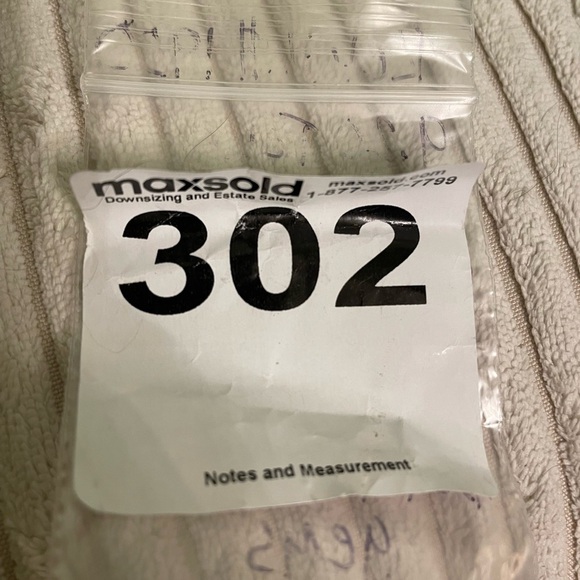 maxsold
maxsold.com
Downsizing and Estate Sales
1-877-257-7799
302
Notes and Measurement